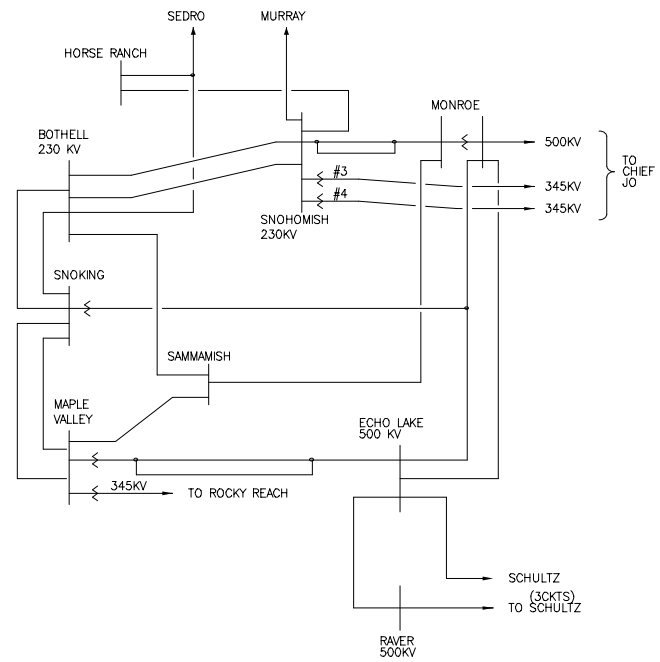 SEDRO
MURRAY
HORSE RANCH
MONROE
BOTHELL
230 KV
500KV
#3
345KV
#4
345KV
TO
CHIEF
JO
SNOHOMISH
230KV
SNOKING
SAMMAMISH
MAPLE
VALLEY
ECHO LAKE
500 KV
345KV
TO ROCKY REACH
SCHULTZ
(3CKTS)
TO SCHULTZ
RAVER
500KV